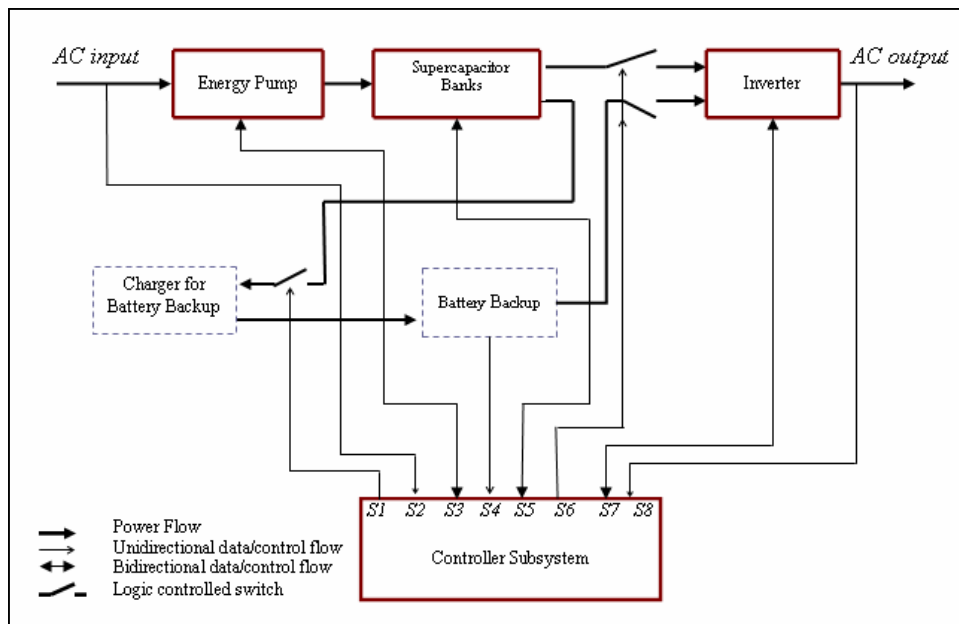 AC input
Energy Pump
Supercapacitor
Banks
Inverter
AC output
Charger for
Battery Backup
Battery Backup
S1 S2 S3 S4 S5 S6 S7 S8
Controller Subsystem
Power Flow
Unidirectional data/control flow
Bidirectional data/control flow
Logic controlled switch